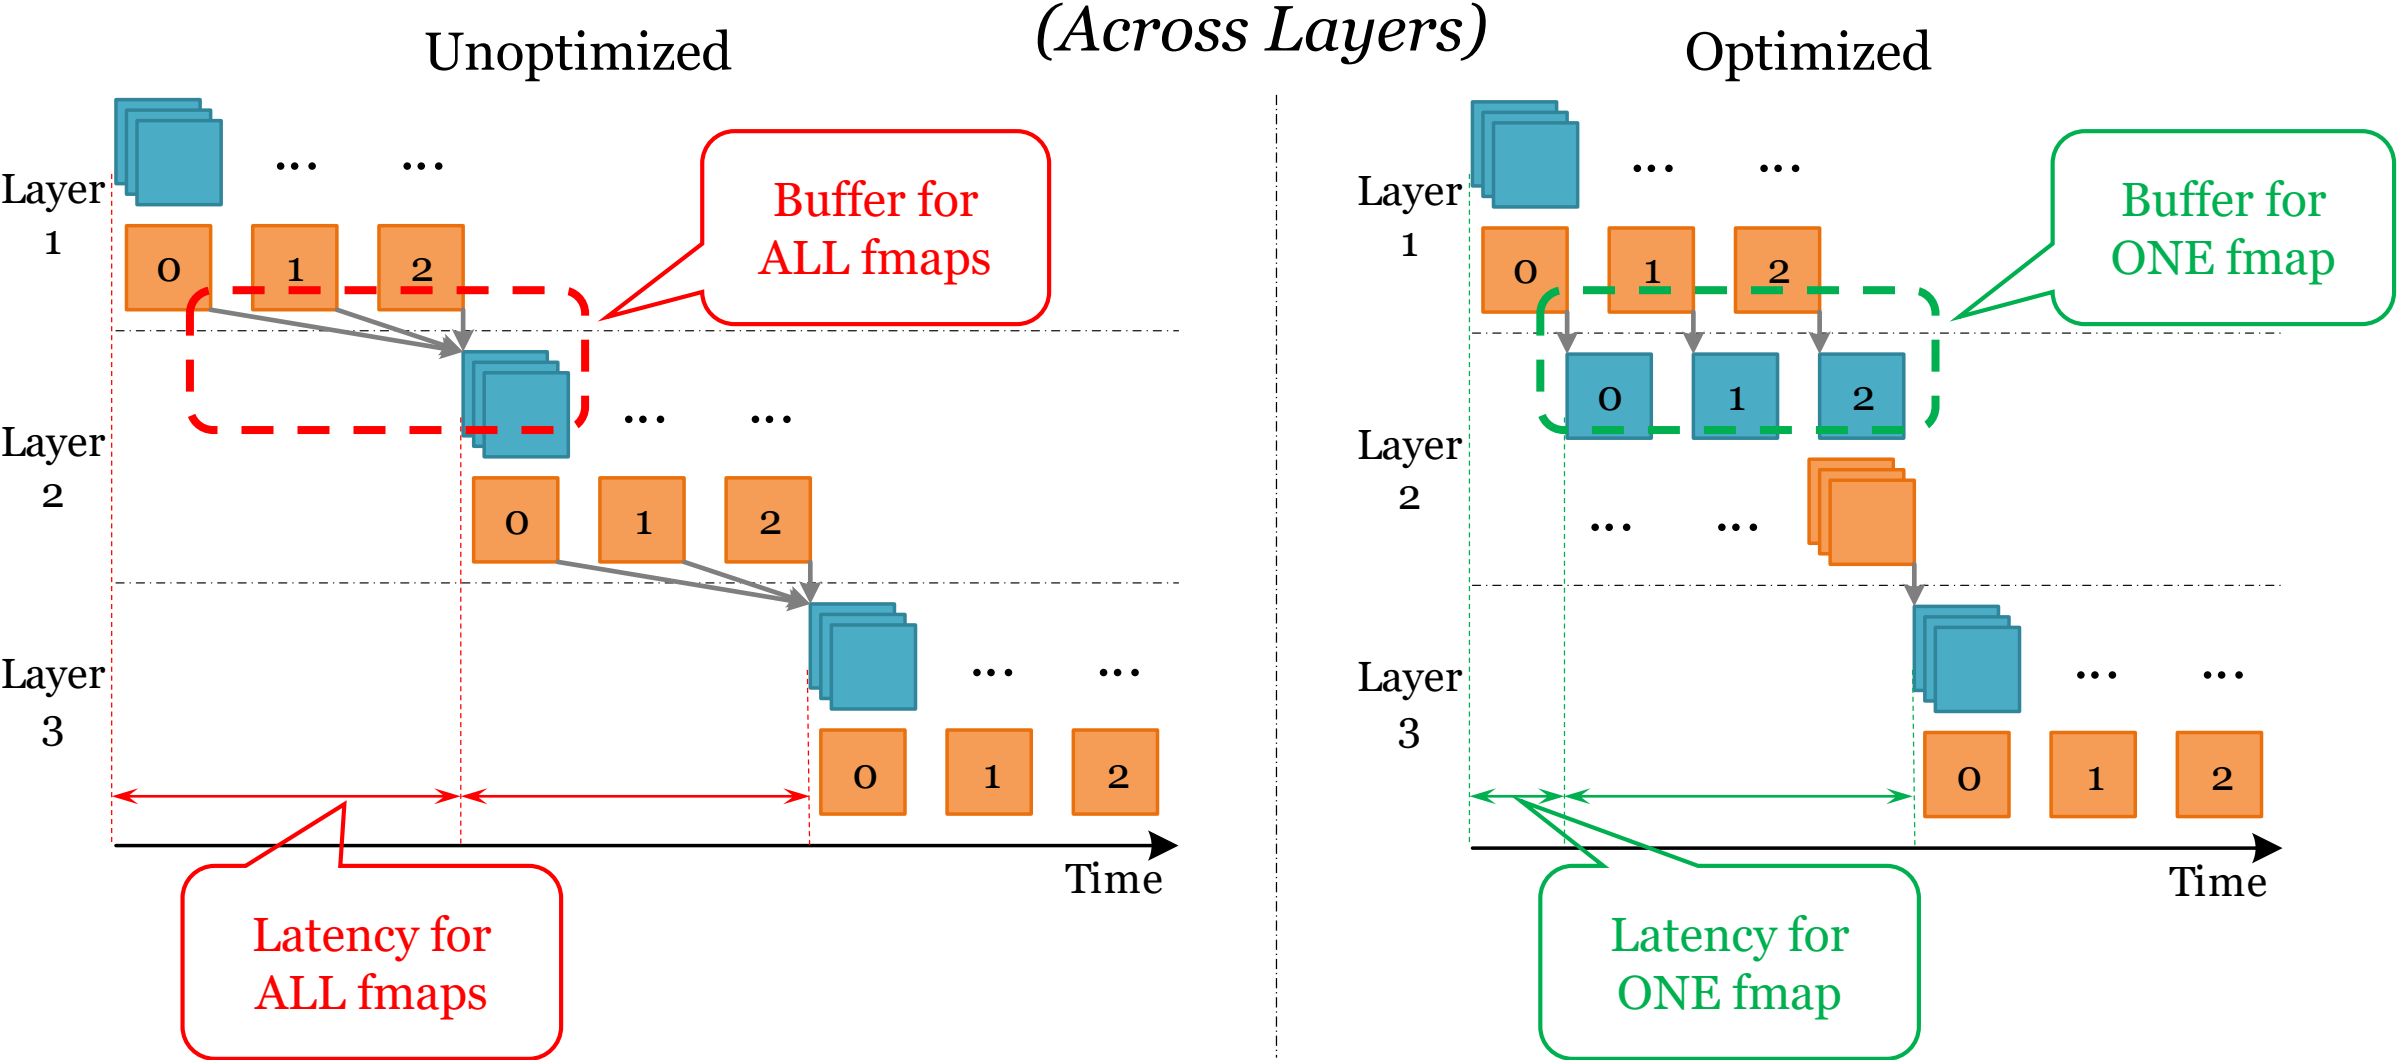 (Across Layers)
Unoptimized
Layer
1
... ...
0 1 2
Buffer for
ALL fmaps
Layer
2
... ...
0 1 2
Layer
3
... ...
0 1 2
Time
Latency for
ALL fmaps
Optimized
Layer
1
... ...
0 1 2
Buffer for
ONE fmap
Layer
2
0 1 2
... ...
Layer
3
... ...
0 1 2
Time
Latency for
ONE fmap